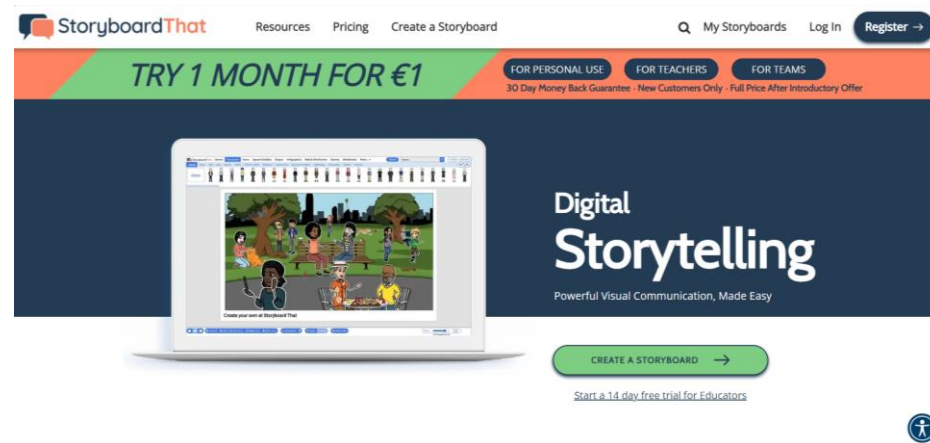 StoryboardThat
Resources Pricing Create a Storyboard My Storyboards Log In Register →
TRY 1 MONTH FOR €1
FOR PERSONAL USE FOR TEACHERS FOR TEAMS
30 Day Money Back Guarantee - New Customers Only - Full Price After Introductory Offer
Create your own at Storyboard That
Digital
Storytelling
Powerful Visual Communication, Made Easy
CREATE A STORYBOARD →
Start a 14 day free trial for Educators